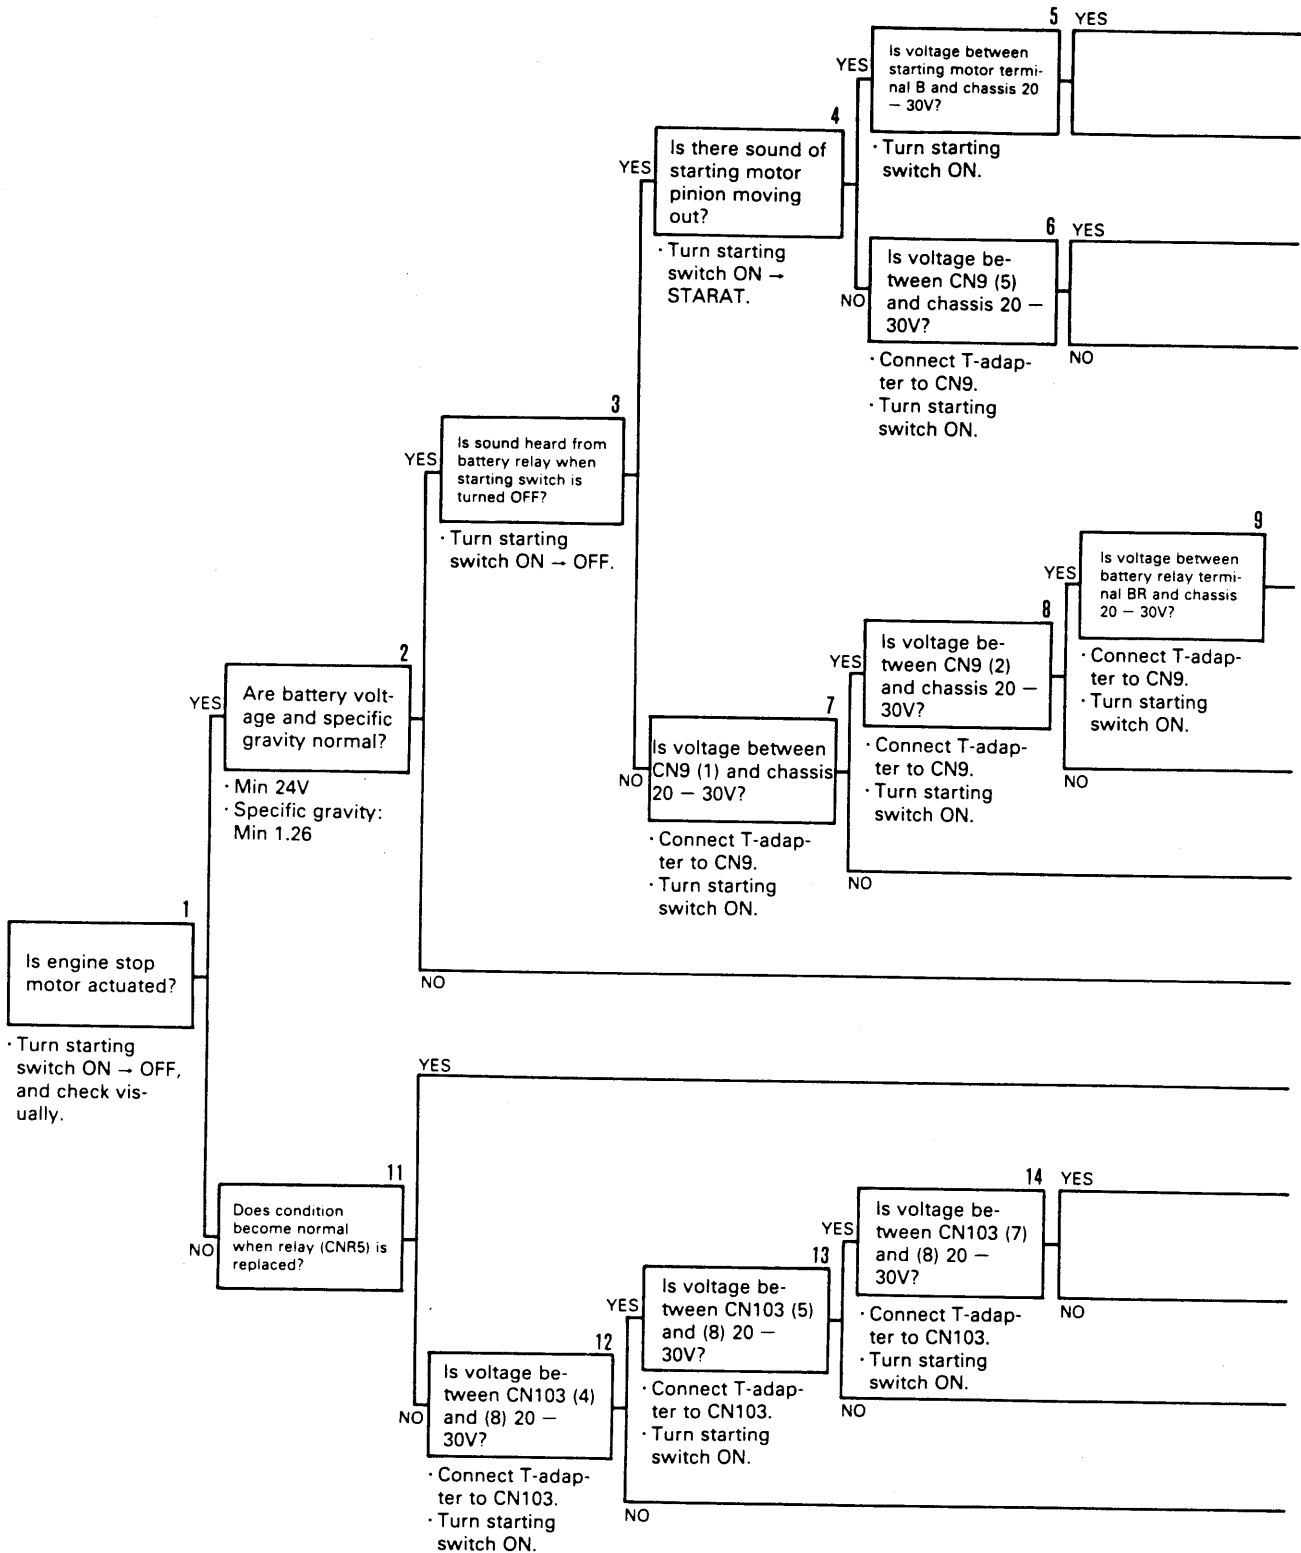 5
YES
YES
Is voltage between
starting motor termi-
nal B and chassis 20
— 30V?
· Turn starting
switch ON.
4
YES
Is there sound of
starting motor
pinion moving
out?
· Turn starting
switch ON →
STARAT.
6
YES
NO
Is voltage be-
tween CN9 (5)
and chassis 20 —
30V?
NO
· Connect T-adap-
ter to CN9.
· Turn starting
switch ON.
3
YES
Is sound heard from
battery relay when
starting switch is
turned OFF?
· Turn starting
switch ON → OFF.
9
YES
Is voltage between
battery relay termi-
nal BR and chassis
20 — 30V?
· Connect T-adap-
ter to CN9.
· Turn starting
switch ON.
8
YES
Is voltage be-
tween CN9 (2)
and chassis 20 —
30V?
NO
· Connect T-adap-
ter to CN9.
· Turn starting
switch ON.
7
NO
Is voltage between
CN9 (1) and chassis
20 — 30V?
NO
· Connect T-adap-
ter to CN9.
· Turn starting
switch ON.
2
YES
Are battery volt-
age and specific
gravity normal?
· Min 24V
· Specific gravity:
Min 1.26
NO
1
Is engine stop
motor actuated?
· Turn starting
switch ON → OFF,
and check vis-
ually.
YES
11
NO
Does condition
become normal
when relay (CNR5) is
replaced?
14
YES
YES
Is voltage be-
tween CN103 (7)
and (8) 20 —
30V?
NO
· Connect T-adap-
ter to CN103.
· Turn starting
switch ON.
13
YES
Is voltage be-
tween CN103 (5)
and (8) 20 —
30V?
NO
· Connect T-adap-
ter to CN103.
· Turn starting
switch ON.
12
NO
Is voltage be-
tween CN103 (4)
and (8) 20 —
30V?
NO
· Connect T-adap-
ter to CN103.
· Turn starting
switch ON.